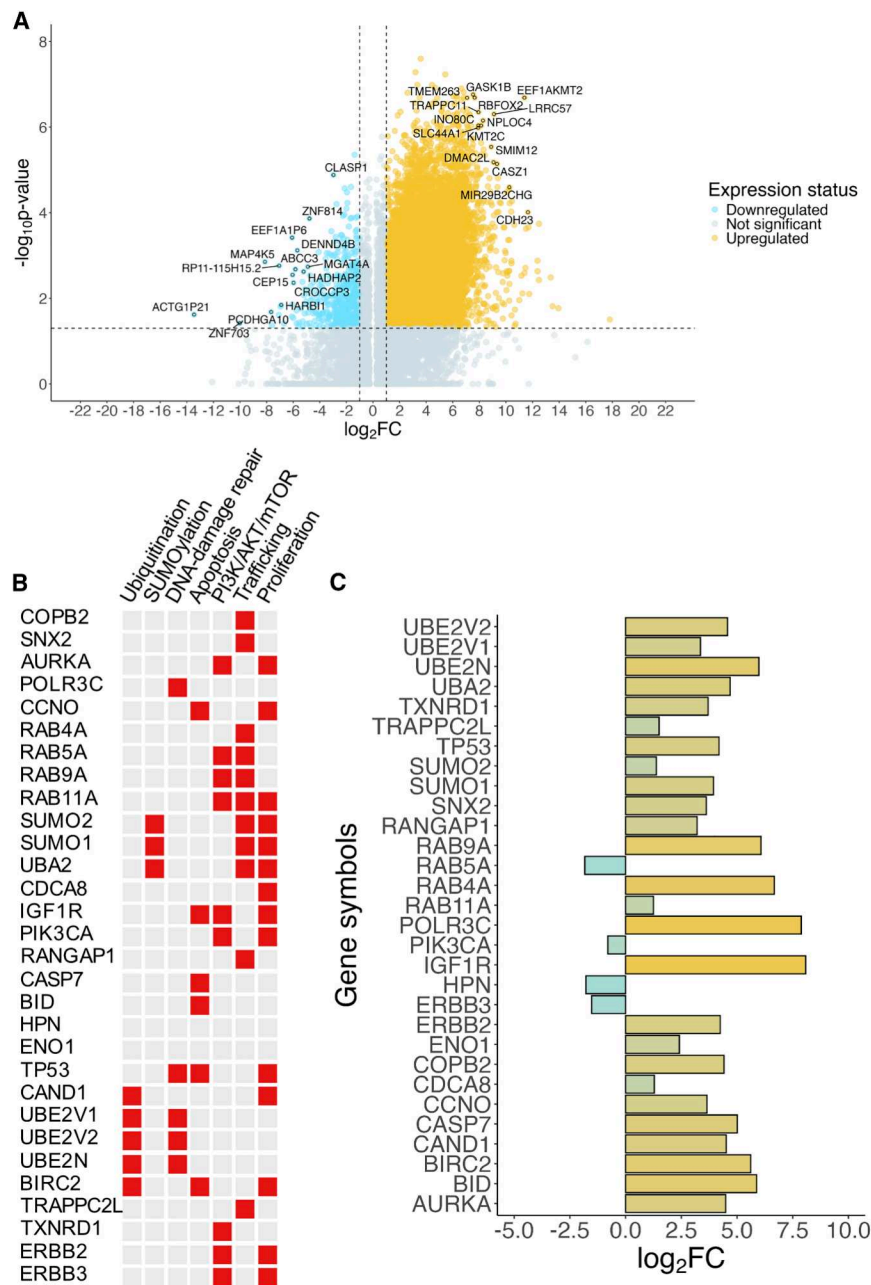 A
8
6
4
2
0
-log10p-value
TMEM263
GASK1B
EEF1AKMT2
TRAPPC11
RBFOX2
LRRC57
INO80C
NPLOC4
SLC44A1
KMT2C
SMIM12
DMAC2L
CASZ1
MIR29B2CHG
CDH23
CLASP1
ZNF814
EEF1A1P6
DENND4B
MAP4K5
ABCC3
MGAT4A
RP11-115H15.2
HADHAP2
CEP15
CROCCP3
ACTG1P21
HARBI1
PCDHGA10
ZNF703
-22 -20 -18 -16 -14 -12 -10 -8 -6 -4 -2 0 2 4 6 8 10 12 14 16 18 20 22
log2FC
Expression status
Downregulated
Not significant
Upregulated
B
Ubiquitination
SUMOylation
DNA-damage repair
Apoptosis
PI3K/AKT/mTOR
Trafficking
Proliferation
COPB2
SNX2
AURKA
POLR3C
CCNO
RAB4A
RAB5A
RAB9A
RAB11A
SUMO2
SUMO1
UBA2
CDCA8
IGF1R
PIK3CA
RANGAP1
CASP7
BID
HPN
ENO1
TP53
CAND1
UBE2V1
UBE2V2
UBE2N
BIRC2
TRAPPC2L
TXNRD1
ERBB2
ERBB3
C
Gene symbols
UBE2V2
UBE2V1
UBE2N
UBA2
TXNRD1
TRAPPC2L
TP53
SUMO2
SUMO1
SNX2
RANGAP1
RAB9A
RAB5A
RAB4A
RAB11A
POLR3C
PIK3CA
IGF1R
HPN
ERBB3
ERBB2
ENO1
COPB2
CDCA8
CCNO
CASP7
CAND1
BIRC2
BID
AURKA
-5.0 -2.5 0.0 2.5 5.0 7.5 10.0
log2FC